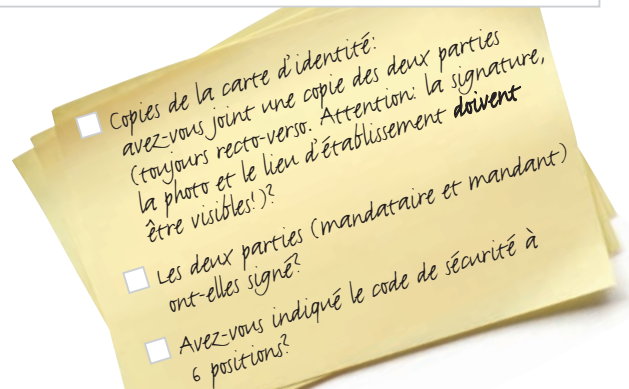 Copies de la carte d'identité:
avez-vous joint une copie des deux parties
(toujours recto-verso. Attention: la signature,
la photo et le lieu d'établissement doivent
être visibles!)?
Les deux parties (mandataire et mandant)
ont-elles signé?
Avez-vous indiqué le code de sécurité à
6 positions?